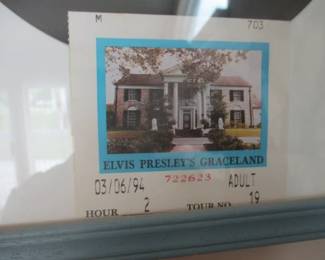 M 703
ELVIS PRESLEY'S GRACELAND
03/06/94 722623 ADULT
HOUR 2 TOUR NO. 19